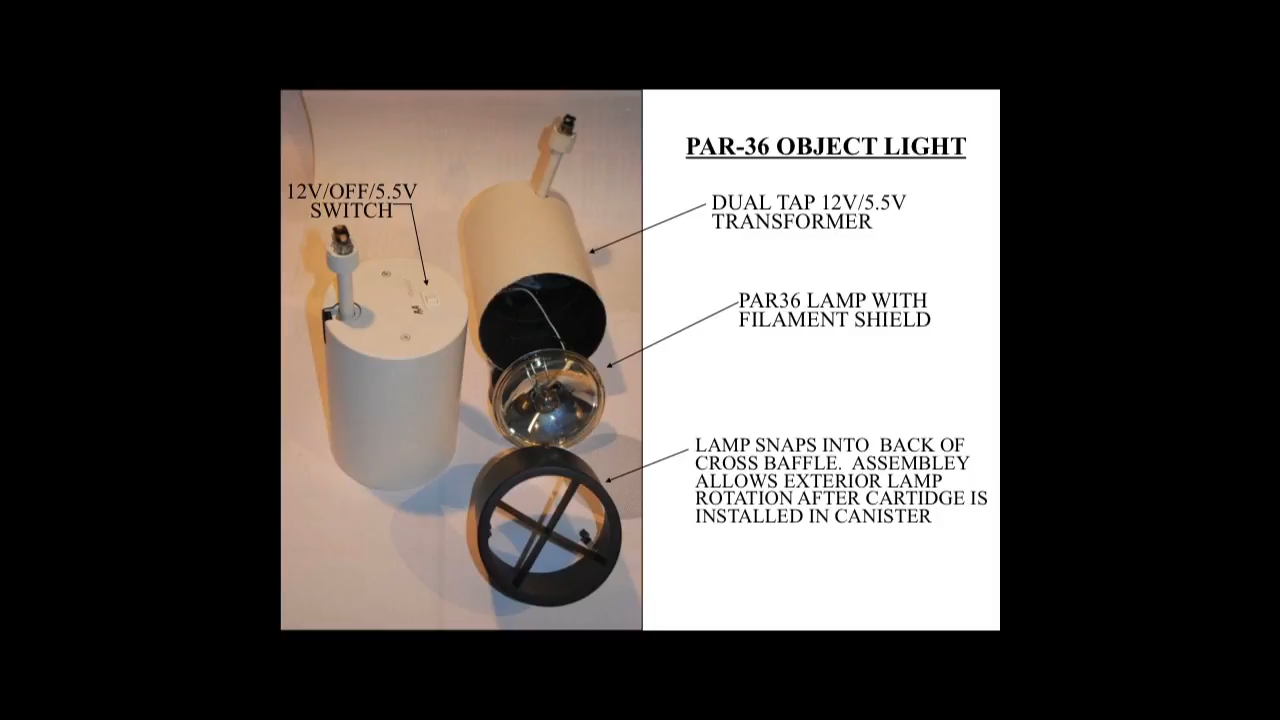 PAR-36 OBJECT LIGHT
12V/OFF/5.5V
SWITCH
DUAL TAP 12V/5.5V
TRANSFORMER
PAR36 LAMP WITH
FILAMENT SHIELD
LAMP SNAPS INTO  BACK OF
CROSS BAFFLE.  ASSEMBLEY
ALLOWS EXTERIOR LAMP
ROTATION AFTER CARTIDGE IS
INSTALLED IN CANISTER